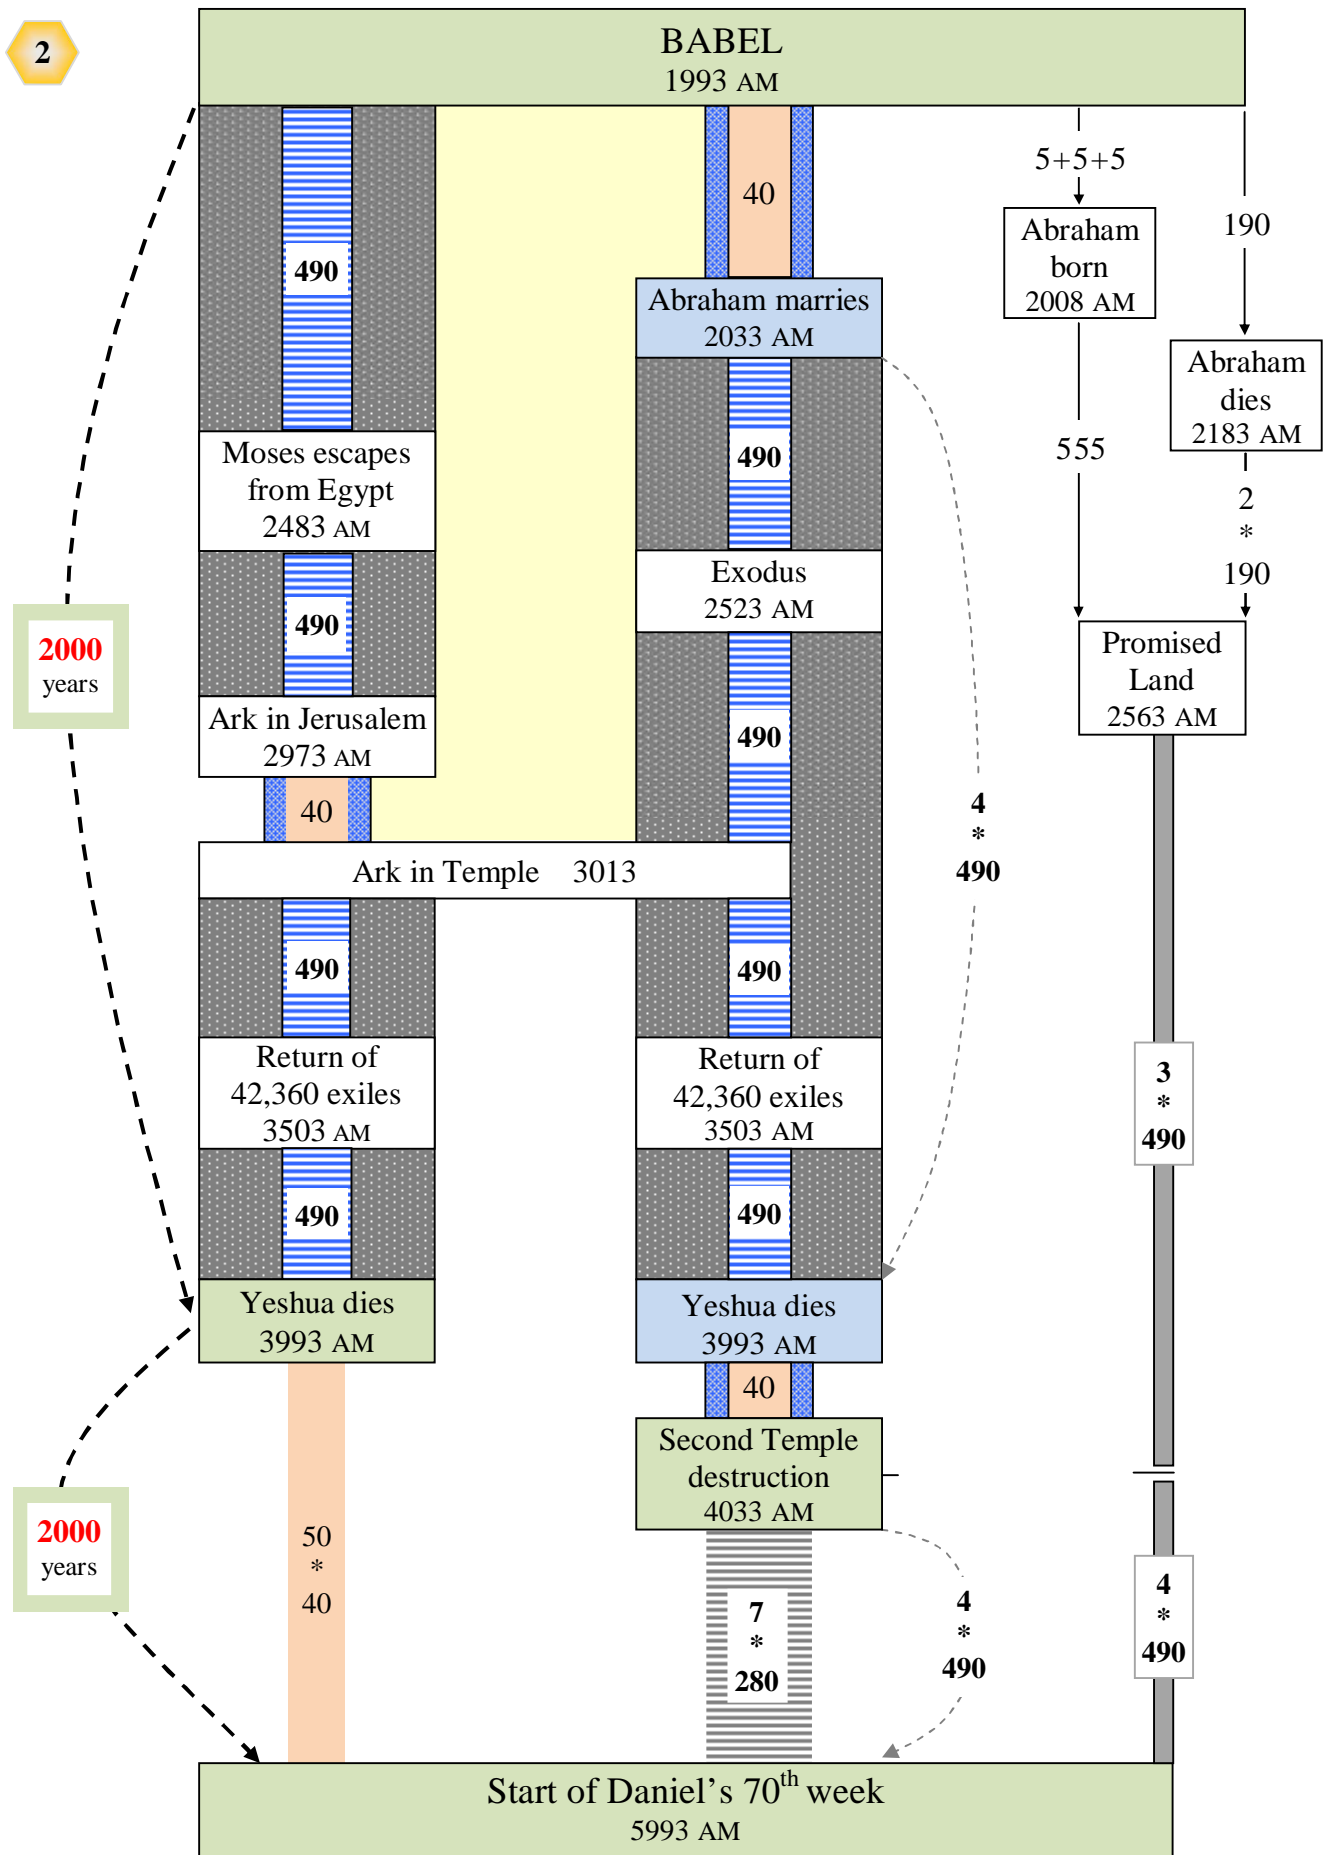 2
BABEL
1993 AM
490
40
5+5+5
190
Abraham
born
2008 AM
Abraham marries
2033 AM
Abraham
dies
2183 AM
Moses escapes
from Egypt
2483 AM
490
555
2
*
190
Exodus
2523 AM
490
2000
years
Promised
Land
2563 AM
Ark in Jerusalem
2973 AM
490
40
4
*
490
Ark in Temple 3013
490
490
Return of
42,360 exiles
3503 AM
Return of
42,360 exiles
3503 AM
3
*
490
490
490
Yeshua dies
3993 AM
Yeshua dies
3993 AM
40
Second Temple
destruction
4033 AM
2000
years
50
*
40
7
*
280
4
*
490
4
*
490
Start of Daniel’s 70th week
5993 AM